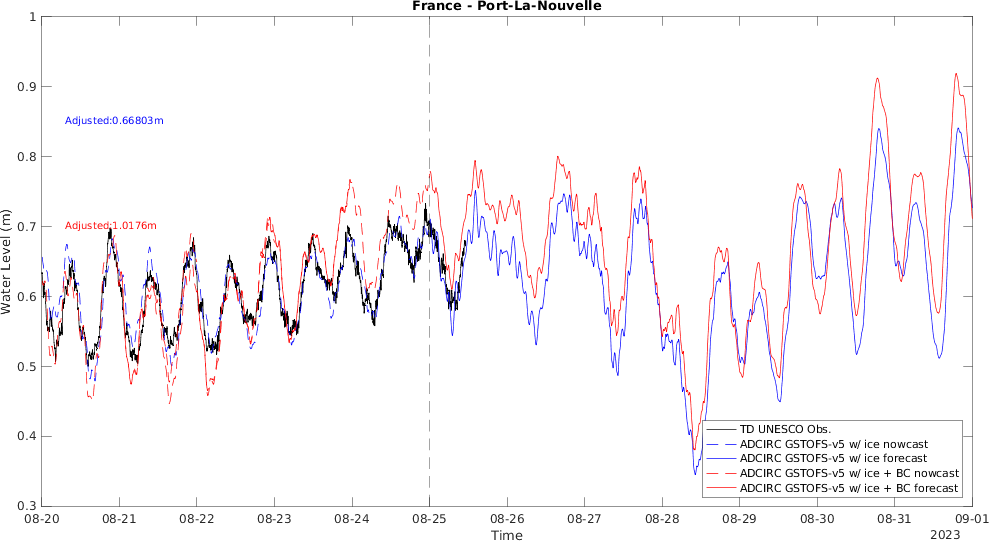 France - Port-La-Nouvelle
1
0.9
0.8
0.7
0.6
0.5
0.4
0.3
Water Level (m)
Adjusted:0.66803m
Adjusted:1.0176m
TD UNESCO Obs.
ADCIRC GSTOFS-v5 w/ ice nowcast
ADCIRC GSTOFS-v5 w/ ice forecast
ADCIRC GSTOFS-v5 w/ ice + BC nowcast
ADCIRC GSTOFS-v5 w/ ice + BC forecast
08-20 08-21 08-22 08-23 08-24 08-25 08-26 08-27 08-28 08-29 08-30 08-31 09-01
Time
2023